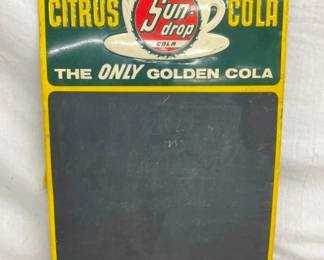 CITRUS COLA
Sun-
drop
COLA
THE ONLY GOLDEN COLA